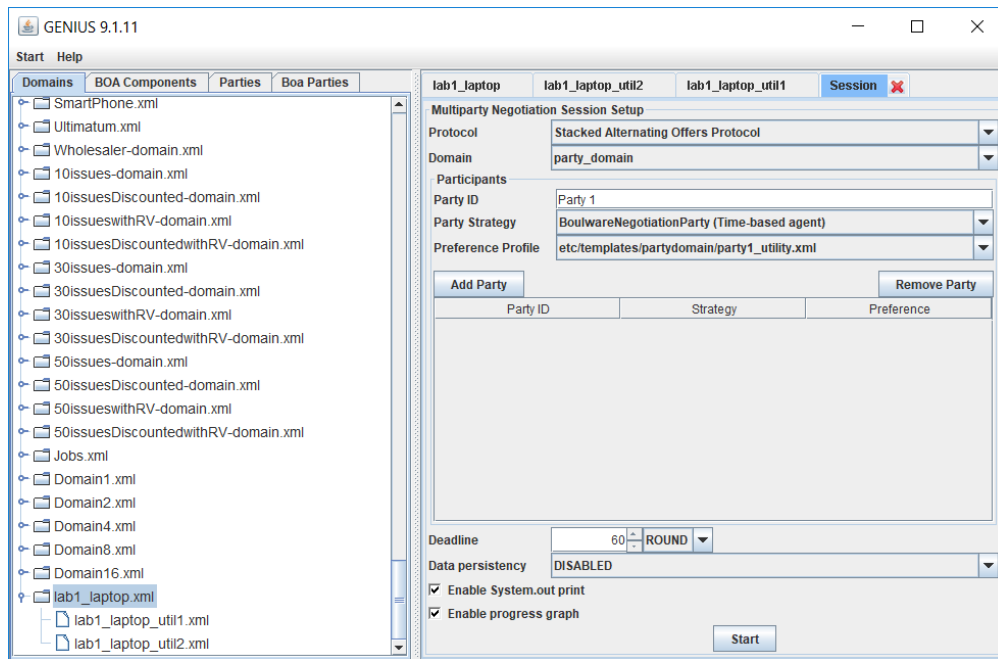 GENIUS 9.1.11
Start Help
Domains BOA Components Parties Boa Parties
SmartPhone.xml
Ultimatum.xml
Wholesaler-domain.xml
10issues-domain.xml
10issuesDiscounted-domain.xml
10issueswithRV-domain.xml
10issuesDiscountedwithRV-domain.xml
30issues-domain.xml
30issuesDiscounted-domain.xml
30issueswithRV-domain.xml
30issuesDiscountedwithRV-domain.xml
50issues-domain.xml
50issuesDiscounted-domain.xml
50issueswithRV-domain.xml
50issuesDiscountedwithRV-domain.xml
Jobs.xml
Domain1.xml
Domain2.xml
Domain4.xml
Domain8.xml
Domain16.xml
lab1_laptop.xml
lab1_laptop_util1.xml
lab1_laptop_util2.xml
lab1_laptop lab1_laptop_util2 lab1_laptop_util1 Session
Multiparty Negotiation Session Setup
Protocol Stacked Alternating Offers Protocol
Domain party_domain
Participants
Party ID Party 1
Party Strategy BoulwareNegotiationParty (Time-based agent)
Preference Profile etc/templates/partydomain/party1_utility.xml
Add Party Remove Party
Party ID Strategy Preference
Deadline 60 ROUND
Data persistency DISABLED
Enable System.out print
Enable progress graph
Start